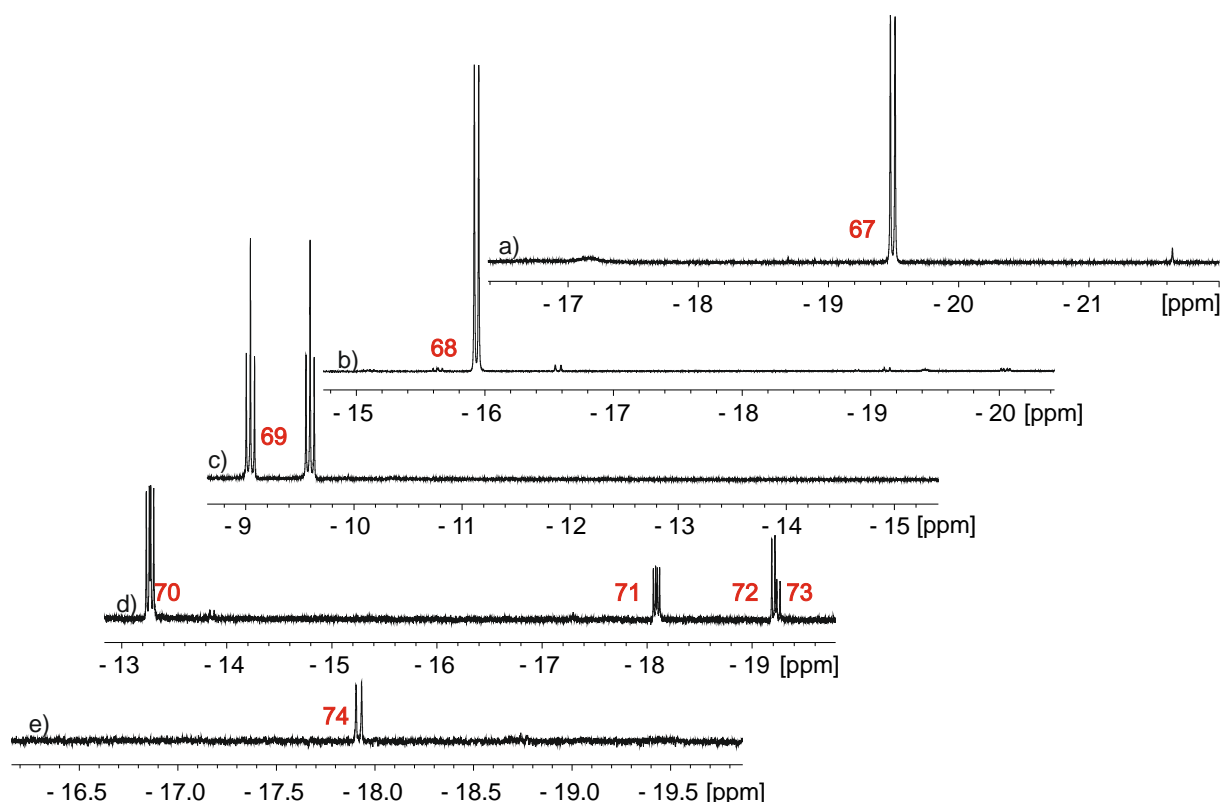 67
a)
- 17 - 18 - 19 - 20 - 21 [ppm]
68
b)
- 15 - 16 - 17 - 18 - 19 - 20 [ppm]
69
c)
- 9 - 10 - 11 - 12 - 13 - 14 - 15 [ppm]
d) 70 71 72 73
- 13 - 14 - 15 - 16 - 17 - 18 - 19 [ppm]
74
e)
- 16.5 - 17.0 - 17.5 - 18.0 - 18.5 - 19.0 - 19.5 [ppm]